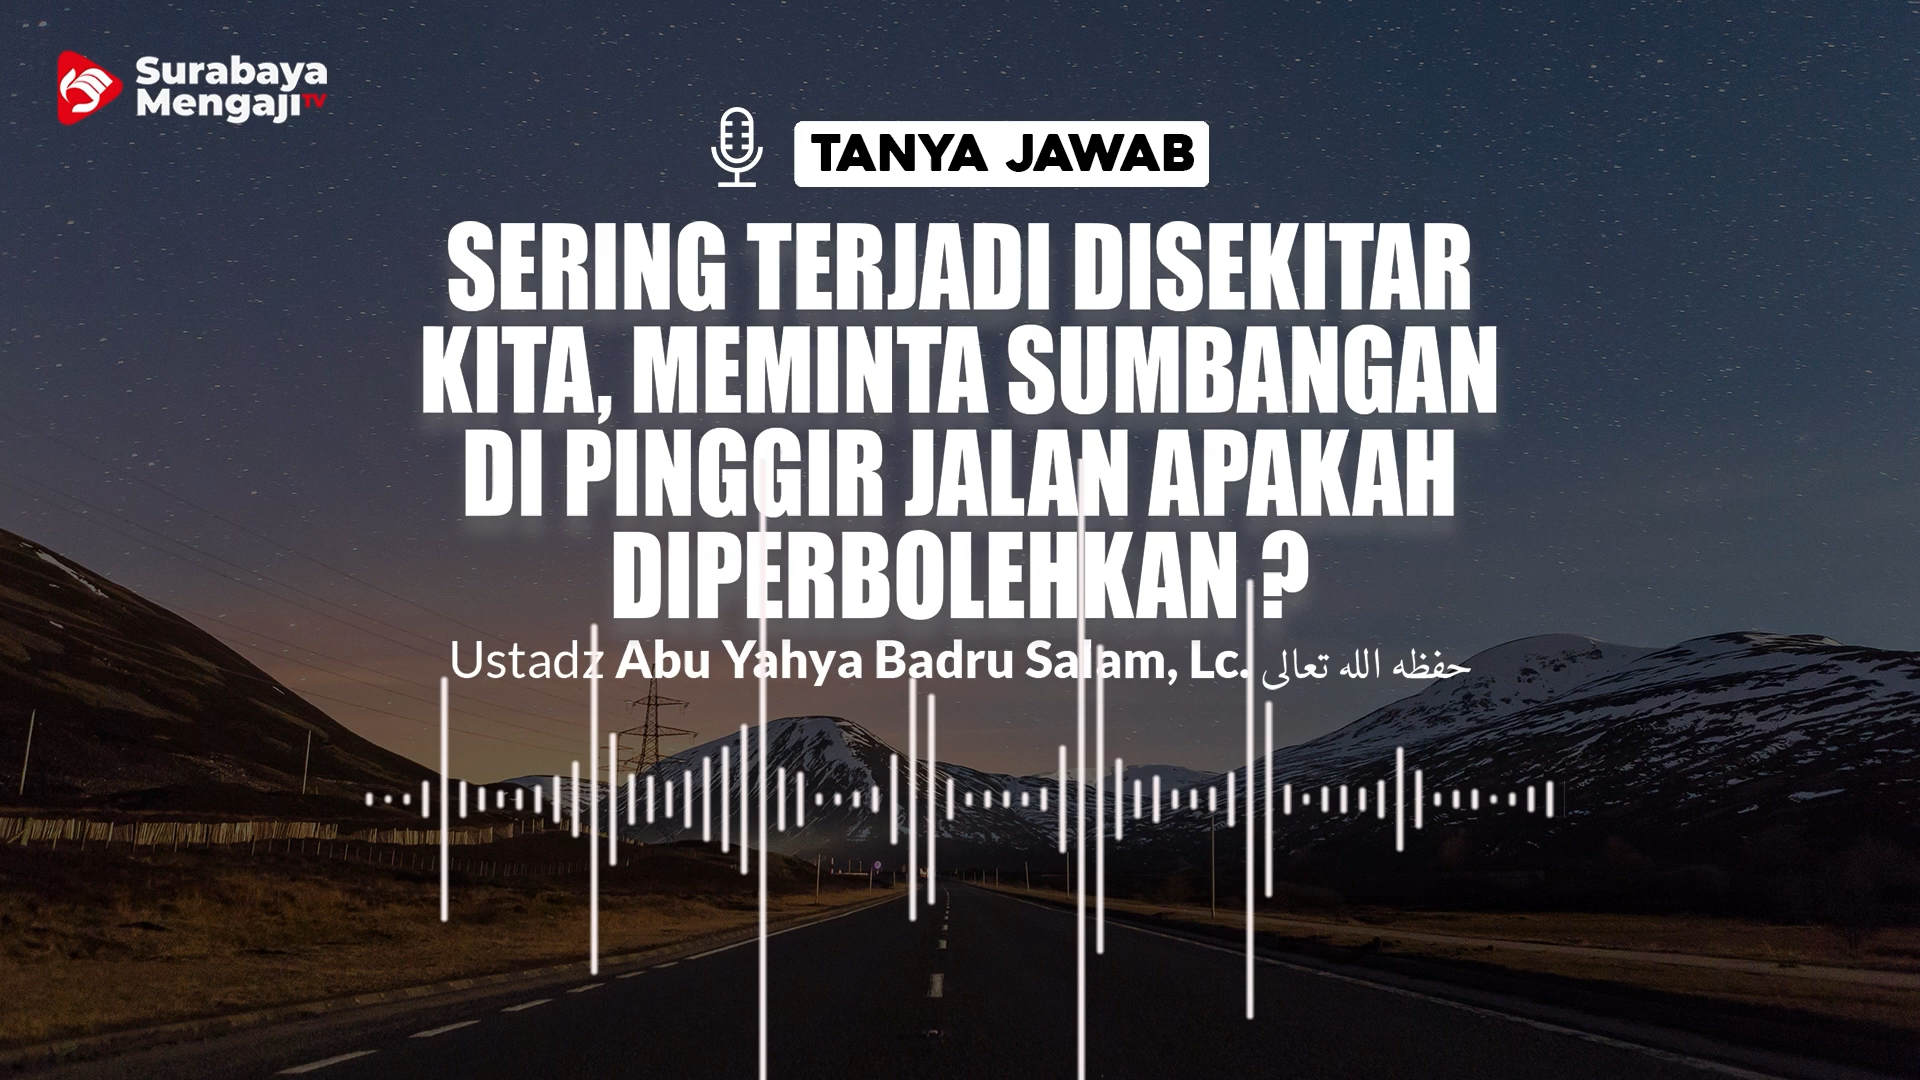 Surabaya
MengajiTV
TANYA JAWAB
SERING TERJADI DISEKITAR
KITA, MEMINTA SUMBANGAN
DI PINGGIR JALAN APAKAH
DIPERBOLEHKAN ?
Ustadz Abu Yahya Badru Salam, Lc. حفظه الله تعالى